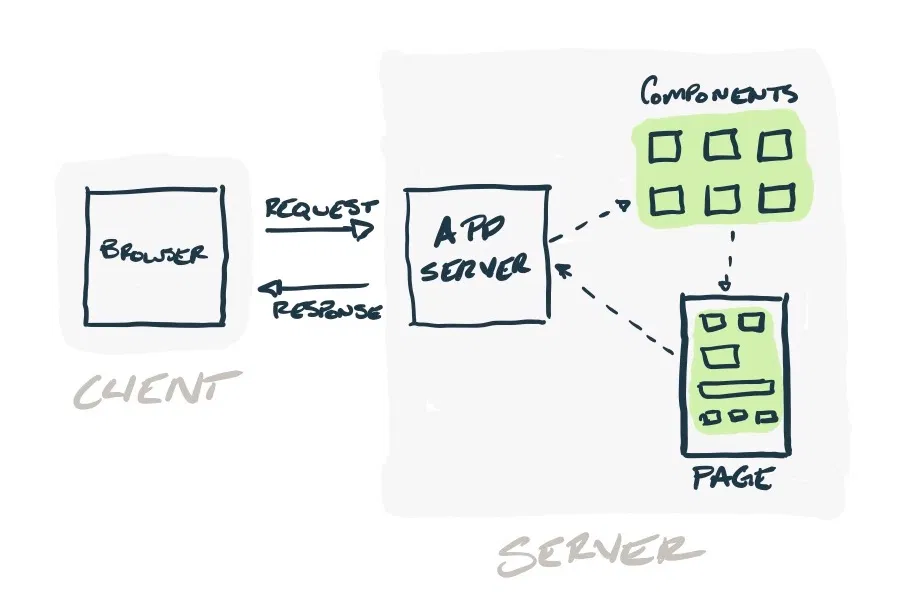 COMPONENTS
REQUEST
APP
SERVER
BROWSER
RESPONSE
CLIENT
PAGE
SERVER